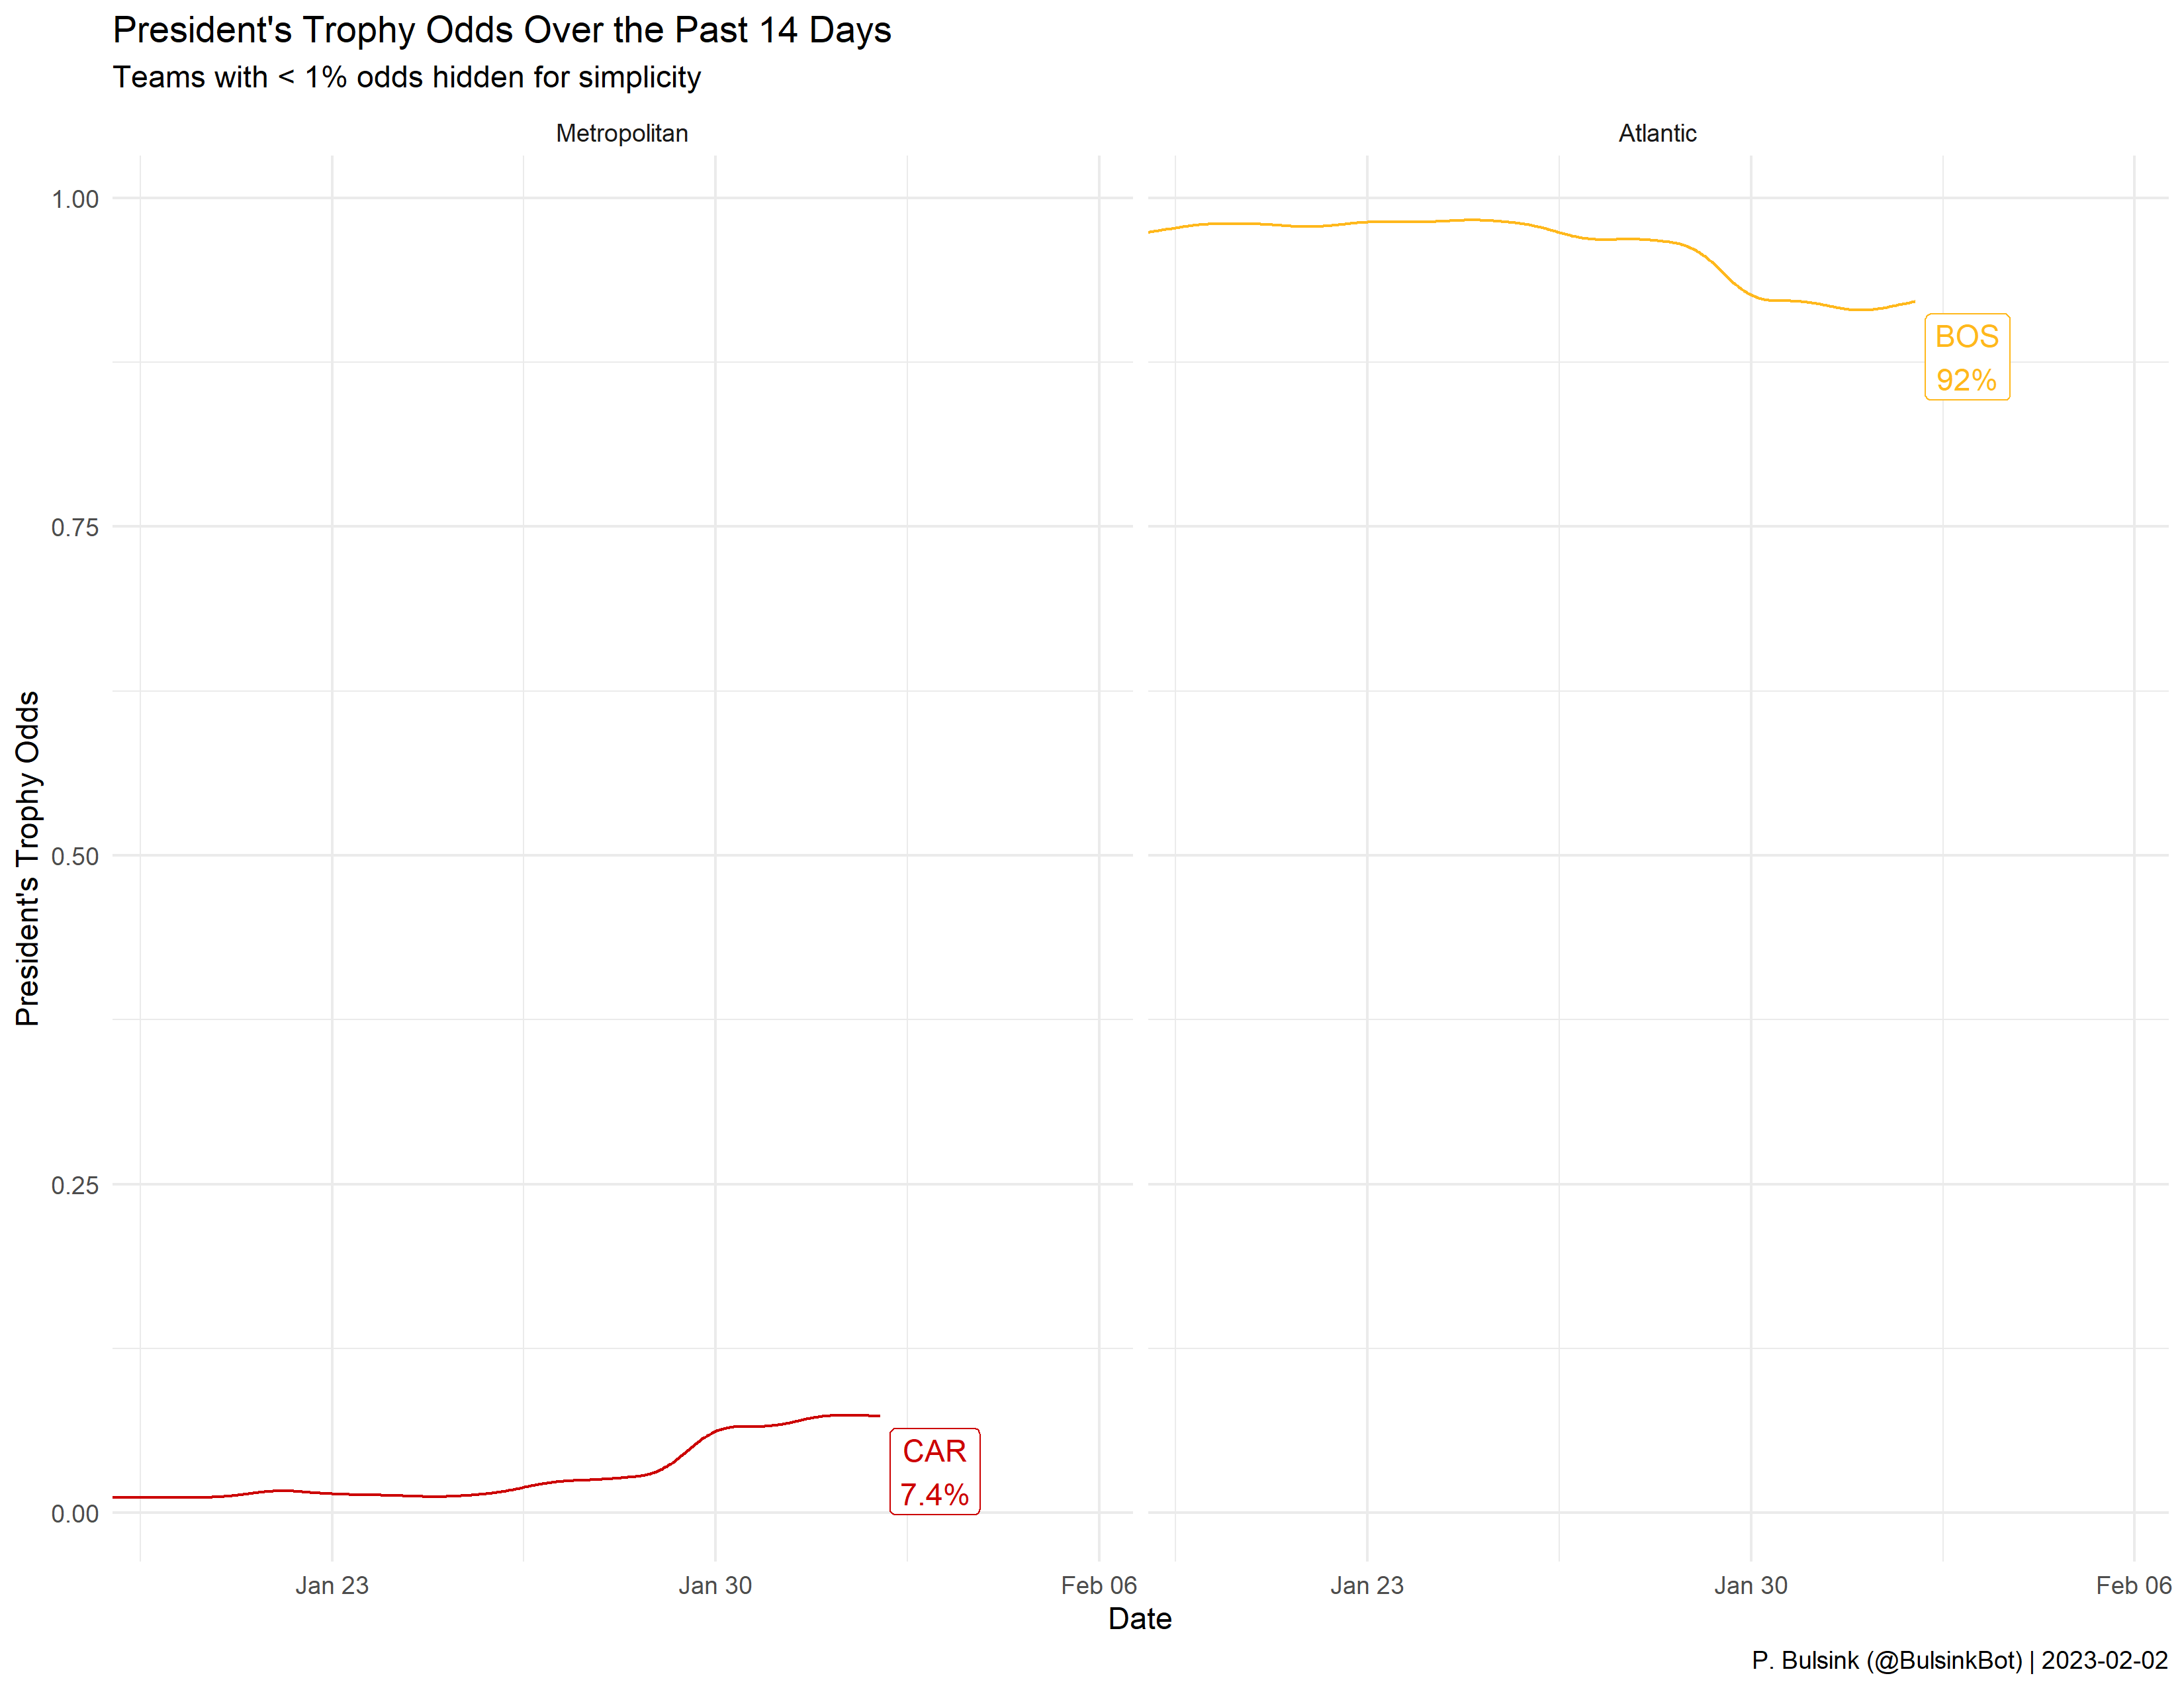 President's Trophy Odds Over the Past 14 Days
Teams with < 1% odds hidden for simplicity
Metropolitan
Atlantic
President's Trophy Odds
1.00
0.75
0.50
0.25
0.00
BOS
92%
CAR
7.4%
Jan 23
Jan 30
Feb 06
Jan 23
Jan 30
Feb 06
Date
P. Bulsink (@BulsinkBot) | 2023-02-02